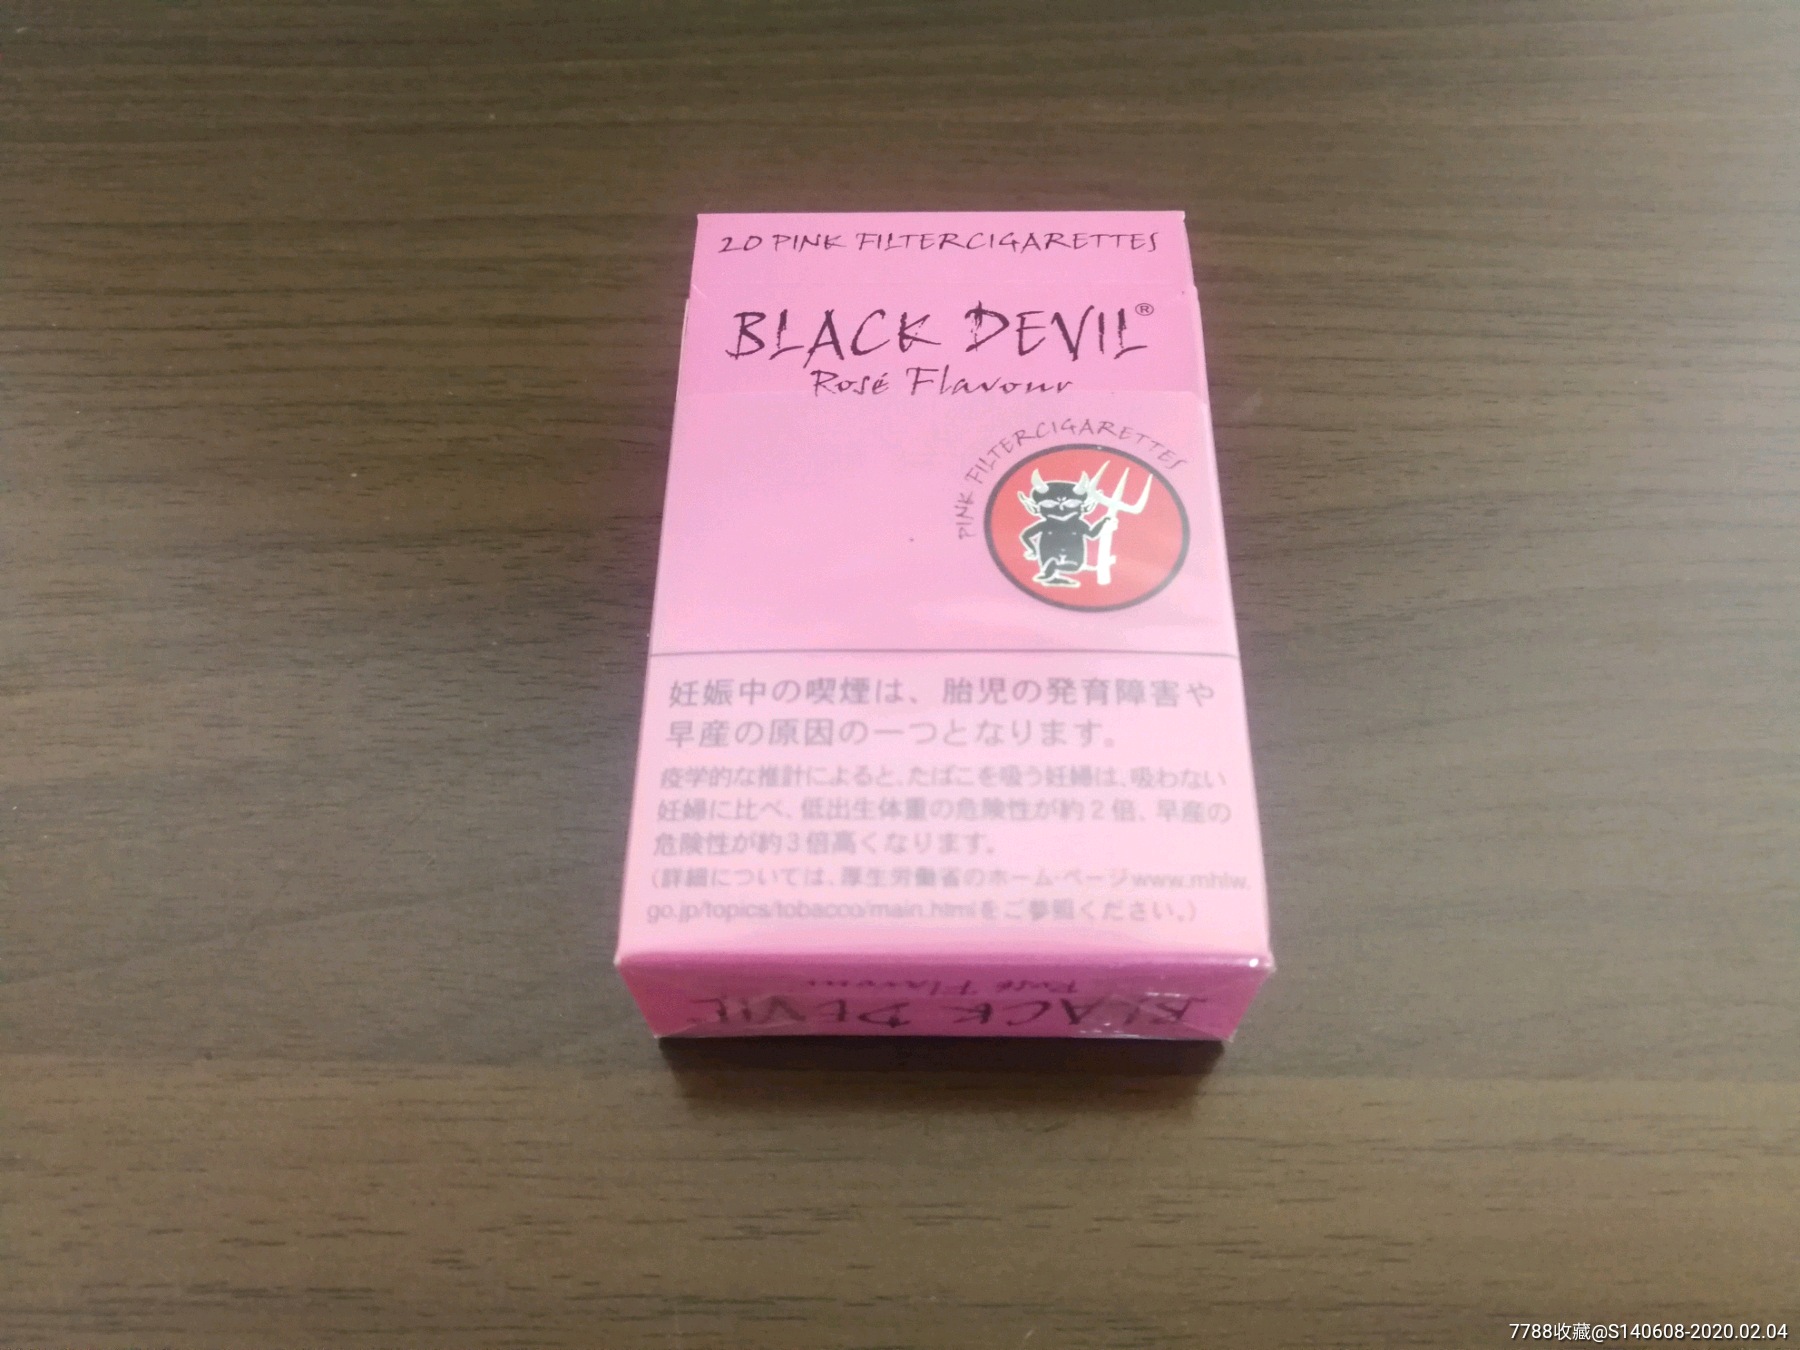 20 PINK FILTERCIGARETTES
BLACK DEVIL®
Rosé Flavour
PINK FILTERCIGARETTES
妊娠中の喫煙は、胎児の発育障害や
早産の原因の一つとなります。
疫学的な推計によると、たばこを吸う妊婦は、吸わない
妊婦に比べ、低出生体重の危険性が約2倍、早産の
危険性が約3倍高くなります。
(詳細については、厚生労働省のホーム・ページwww.mhlw.
go.jp/topics/tobacco/main.htmlをご参照ください。)
Rosé Flavour
BLACK DEVIL
7788收藏@S140608-2020.02.04